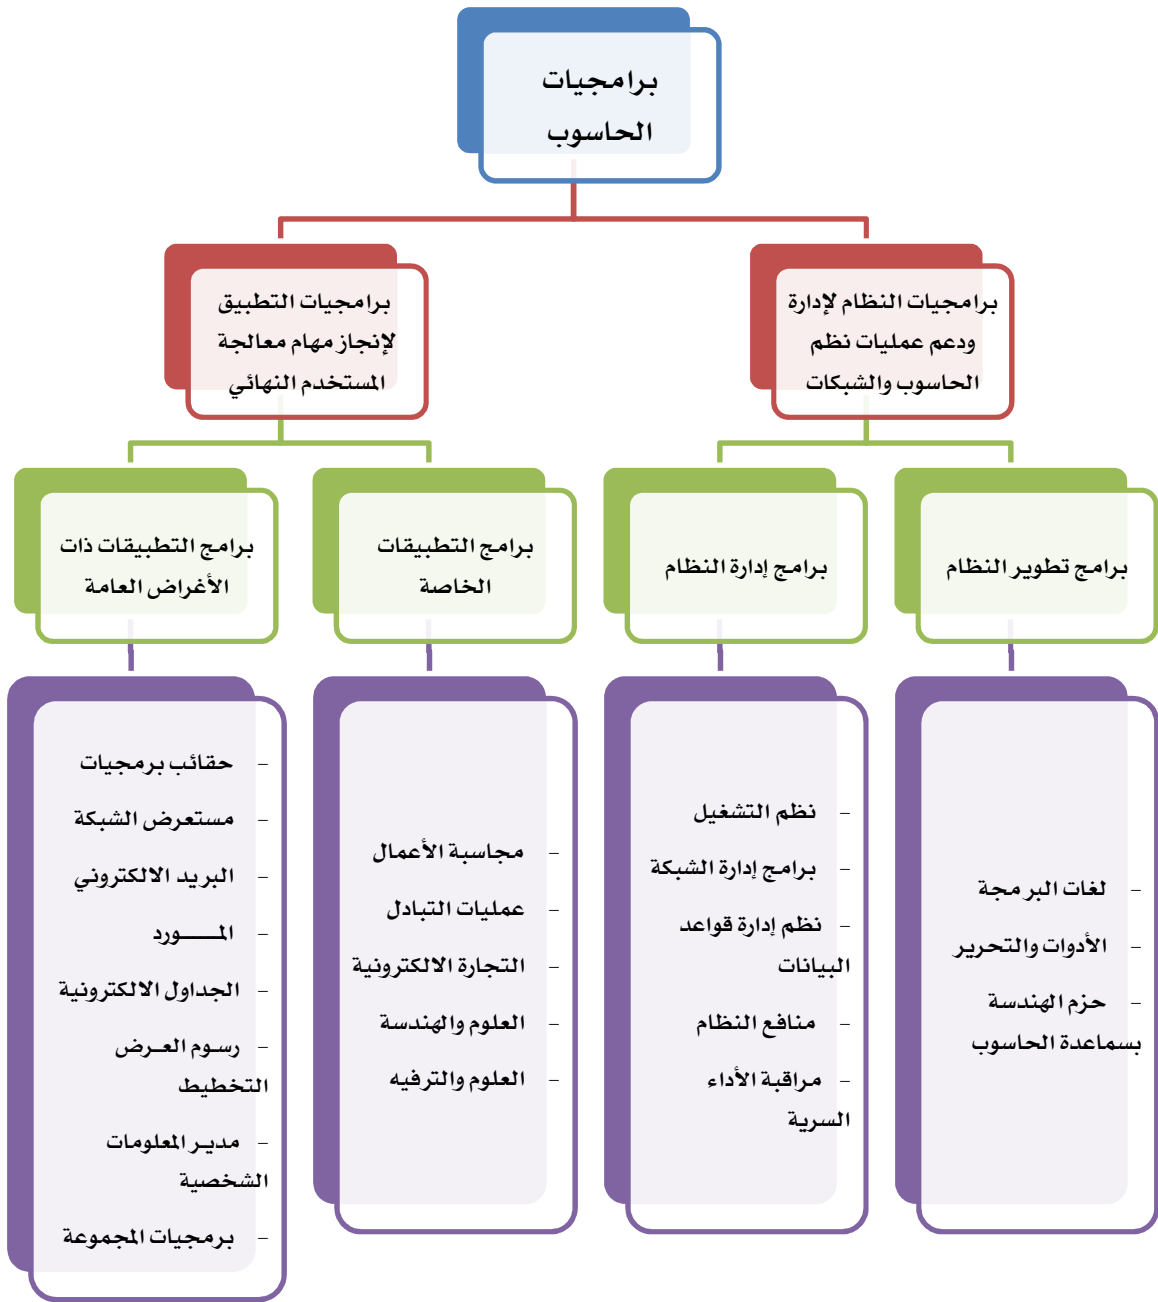 برامجيات
الحاسوب
برامجيات النظام لإدارة
ودعم عمليات نظم
الحاسوب والشبكات
برامجيات التطبيق
لإنجاز مهام معالجة
المستخدم النهائي
برامج تطوير النظام
برامج إدارة النظام
برامج التطبيقات
الخاصة
برامج التطبيقات ذات
الأغراض العامة
- لغات البرمجة
- الأدوات والتحرير
- حزم الهندسة
بسماعدة الحاسوب
- نظم التشغيل
- برامج إدارة الشبكة
- نظم إدارة قواعد
البيانات
- منافع النظام
- مراقبة الأداء
السرية
- مجاسبة الأعمال
- عمليات التبادل
- التجارة الالكترونية
- العلوم والهندسة
- العلوم والترفيه
- حقائب برمجيات
- مستعرض الشبكة
- البريد الالكتروني
- المـــــورد
- الجداول الالكترونية
- رسوم العـرض
التخطيط
- مديـر المعلومات
الشخصية
- برمجيات المجموعة